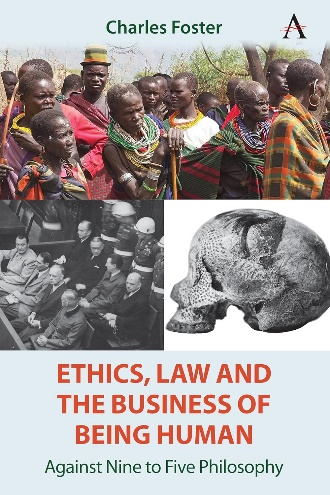 Charles Foster
A
ETHICS, LAW AND
THE BUSINESS OF
BEING HUMAN
Against Nine to Five Philosophy